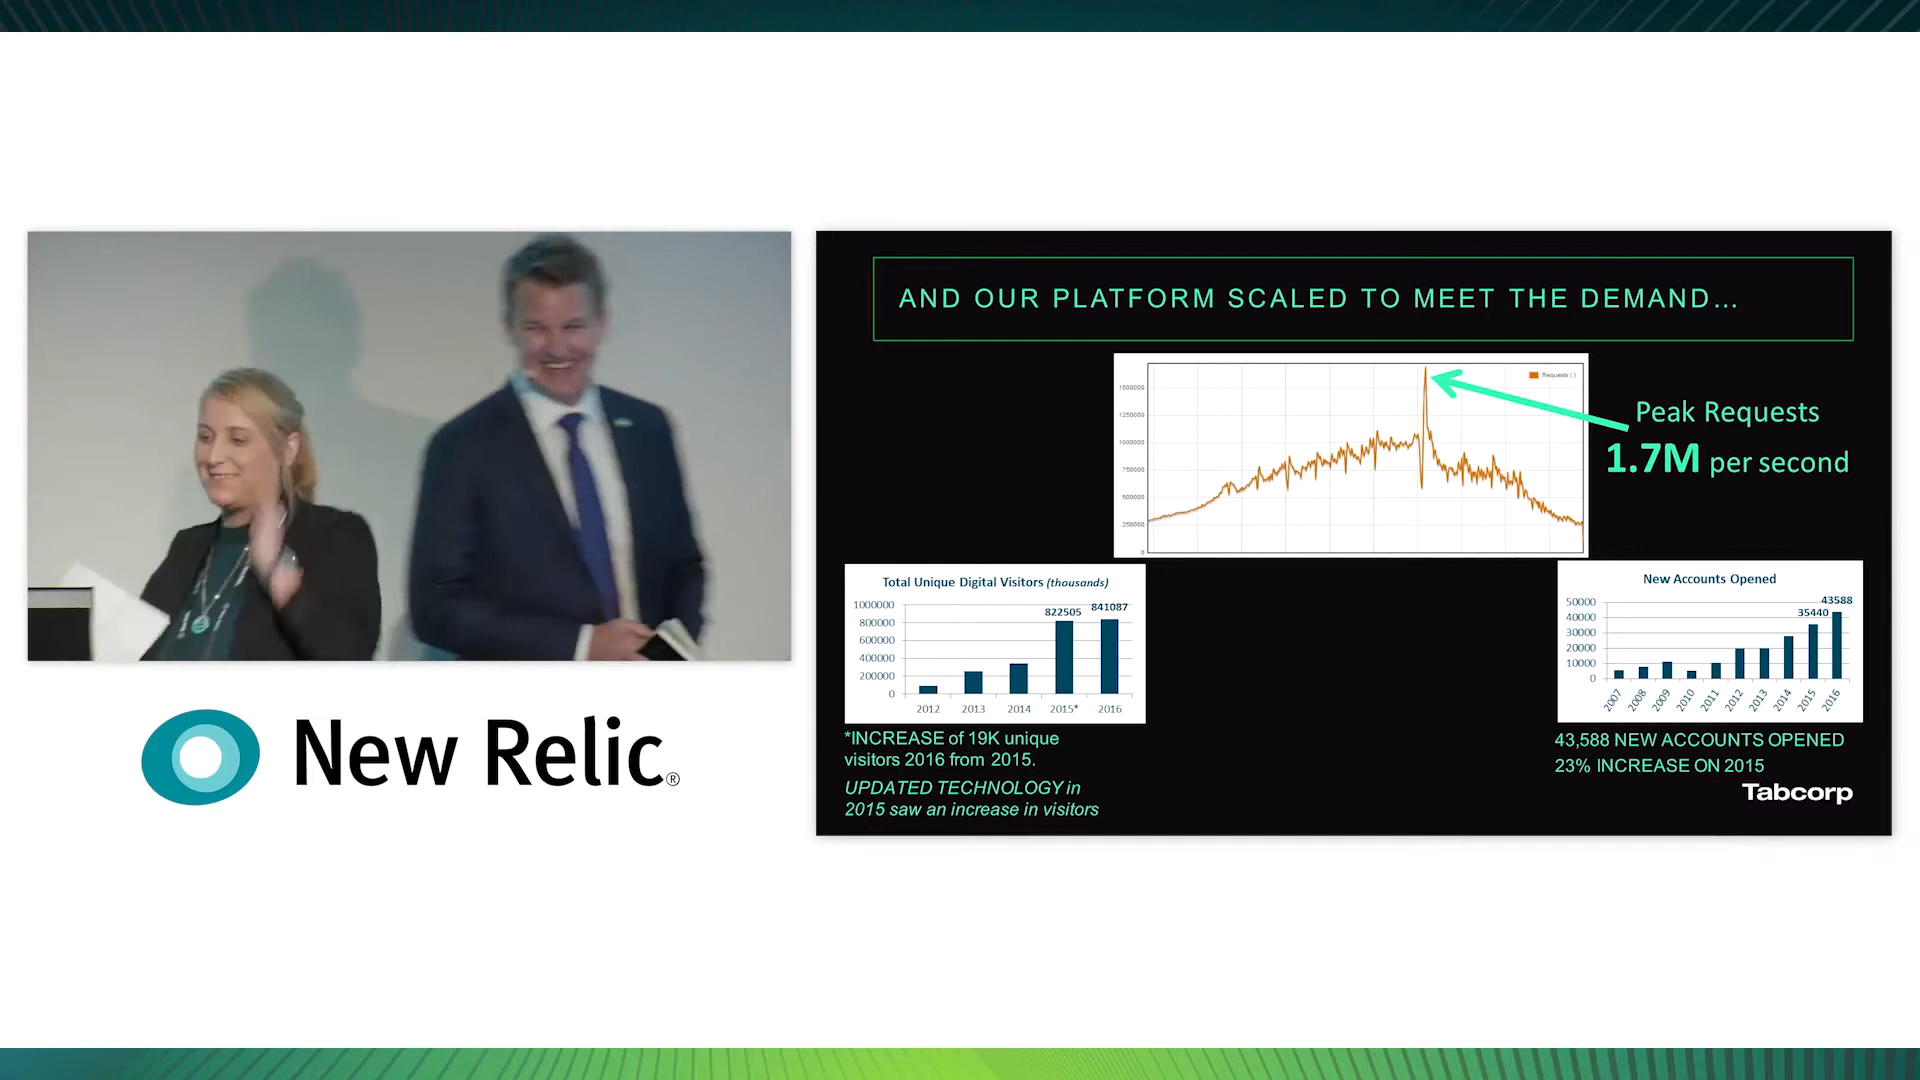 AND OUR PLATFORM SCALED TO MEET THE DEMAND...
Requests ( )
1500000
1250000
1000000
750000
500000
250000
0
Peak Requests
1.7M per second
Total Unique Digital Visitors (thousands)
1000000
800000
600000
400000
200000
0
822505
841087
2012 2013 2014 2015* 2016
*INCREASE of 19K unique
visitors 2016 from 2015.
UPDATED TECHNOLOGY in
2015 saw an increase in visitors
New Accounts Opened
50000
40000
30000
20000
10000
0
35440
43588
2007 2008 2009 2010 2011 2012 2013 2014 2015 2016
43,588 NEW ACCOUNTS OPENED
23% INCREASE ON 2015
Tabcorp
New Relic®